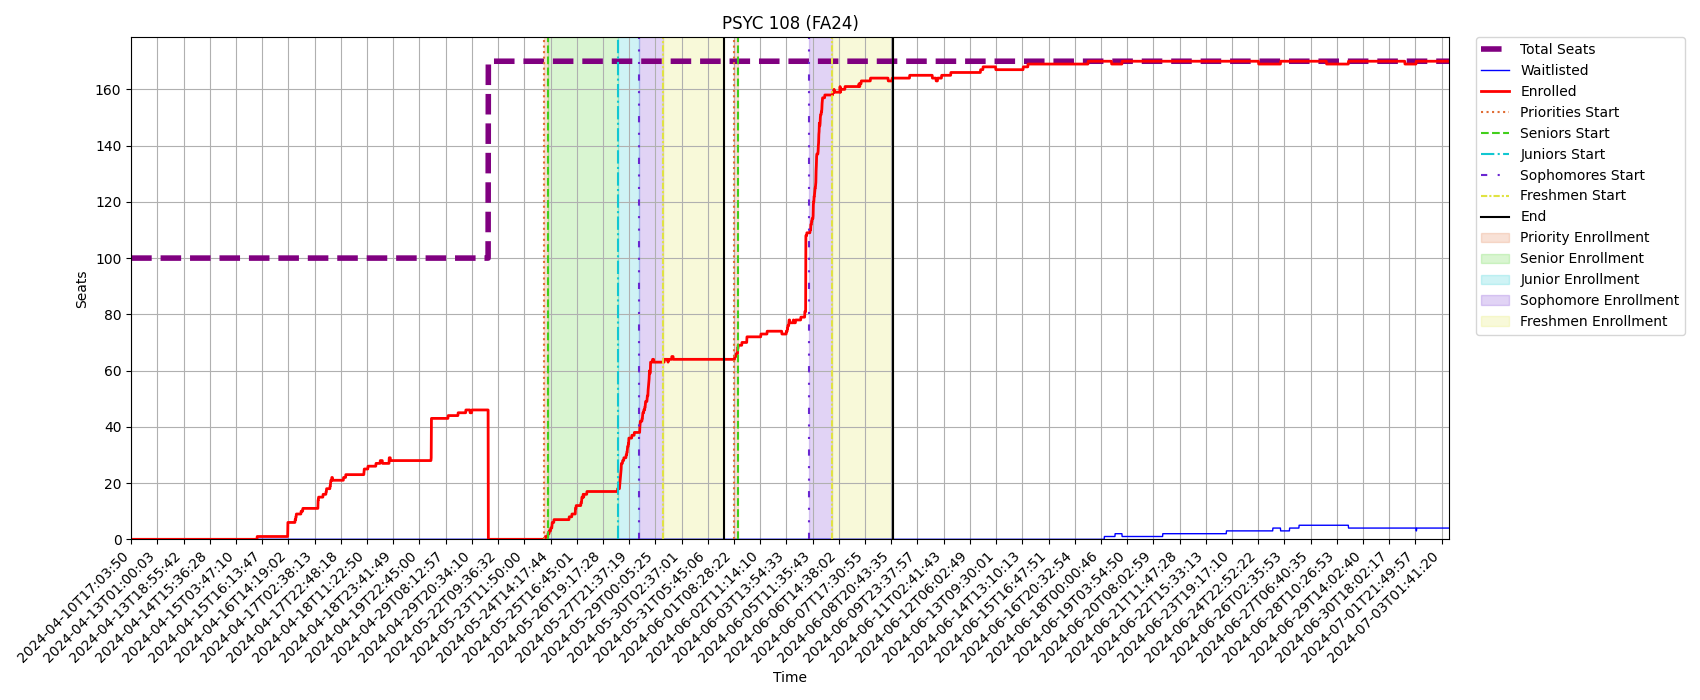 PSYC 108 (FA24)
Seats
160
140
120
100
80
60
40
20
0
2024-04-10T17:03:50
2024-04-13T01:00:03
2024-04-13T18:55:42
2024-04-14T15:36:28
2024-04-15T03:47:10
2024-04-15T16:13:47
2024-04-16T14:19:02
2024-04-17T02:38:13
2024-04-17T22:48:18
2024-04-18T11:22:50
2024-04-18T23:41:49
2024-04-19T22:45:00
2024-04-29T08:12:57
2024-04-29T20:34:10
2024-05-22T09:36:32
2024-05-23T11:50:00
2024-05-24T14:17:44
2024-05-25T16:45:01
2024-05-26T19:17:28
2024-05-27T21:37:19
2024-05-29T00:05:25
2024-05-30T02:37:01
2024-05-31T05:45:06
2024-06-01T08:28:22
2024-06-02T11:14:10
2024-06-03T13:54:33
2024-06-05T11:35:43
2024-06-06T14:38:02
2024-06-07T17:30:55
2024-06-08T20:43:35
2024-06-09T23:37:57
2024-06-11T02:41:43
2024-06-12T06:02:49
2024-06-13T09:30:01
2024-06-14T13:10:13
2024-06-15T16:47:51
2024-06-16T20:32:54
2024-06-18T00:00:46
2024-06-19T03:54:50
2024-06-20T08:02:59
2024-06-21T11:47:28
2024-06-22T15:33:13
2024-06-23T19:17:10
2024-06-24T22:52:22
2024-06-26T02:35:53
2024-06-27T06:40:35
2024-06-28T10:26:53
2024-06-29T14:02:40
2024-06-30T18:02:17
2024-07-01T21:49:57
2024-07-03T01:41:20
Time
Total Seats
Waitlisted
Enrolled
Priorities Start
Seniors Start
Juniors Start
Sophomores Start
Freshmen Start
End
Priority Enrollment
Senior Enrollment
Junior Enrollment
Sophomore Enrollment
Freshmen Enrollment